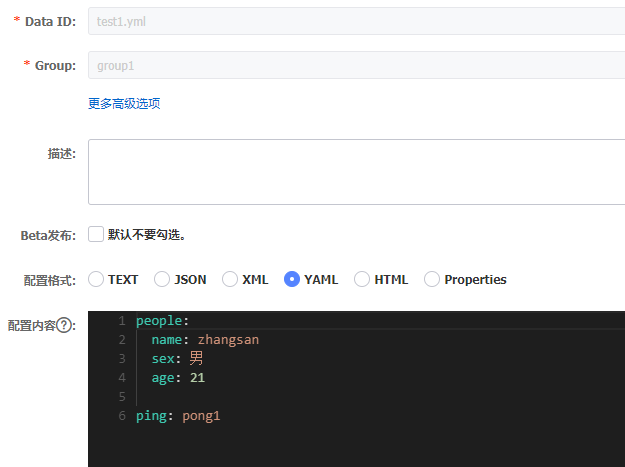 * Data ID: test1.yml
* Group: group1
更多高级选项
描述:
Beta发布: 默认不要勾选。
配置格式: TEXT JSON XML YAML HTML Properties
配置内容?: 1 people:
2 name: zhangsan
3 sex: 男
4 age: 21
5
6 ping: pong1